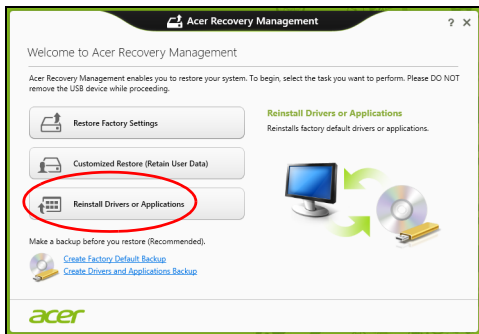 Acer Recovery Management
? ×
Welcome to Acer Recovery Management
Acer Recovery Management enables you to restore your system. To begin, select the task you want to perform. Please DO NOT
remove the USB device while proceeding.
Restore Factory Settings
Customized Restore (Retain User Data)
Reinstall Drivers or Applications
Reinstall Drivers or Applications
Reinstalls factory default drivers or applications.
Make a backup before you restore (Recommended).
Create Factory Default Backup
Create Drivers and Applications Backup
acer